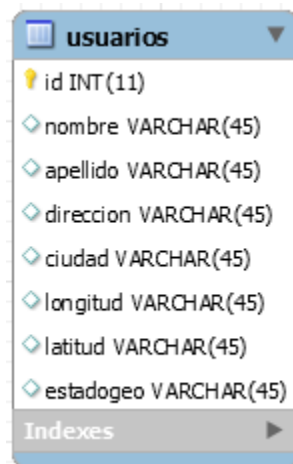 usuarios
id INT(11)
nombre VARCHAR(45)
apellido VARCHAR(45)
direccion VARCHAR(45)
ciudad VARCHAR(45)
longitud VARCHAR(45)
latitud VARCHAR(45)
estadogeo VARCHAR(45)
Indexes